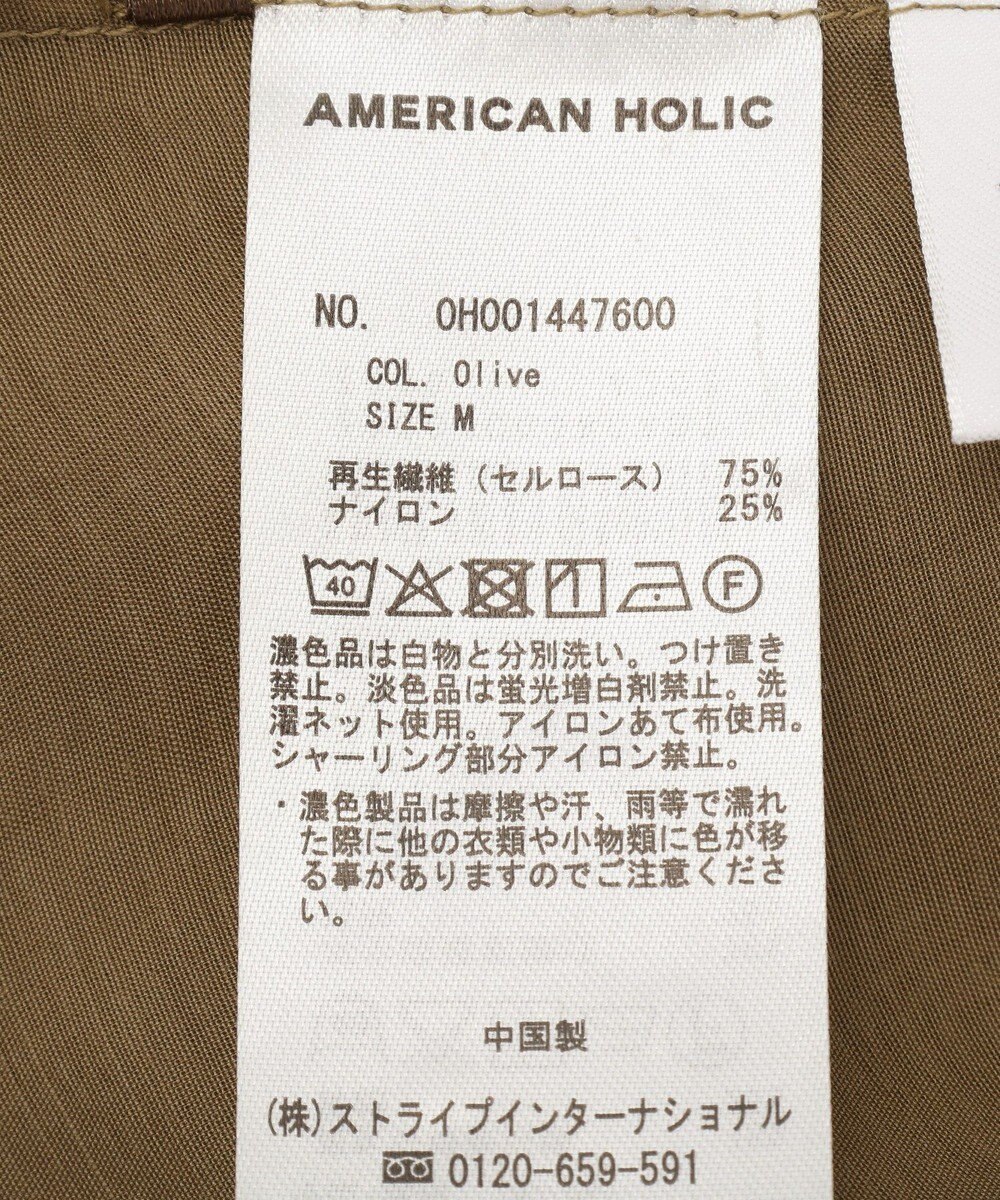 AMERICAN HOLIC
NO. 0H001447600
COL. Olive
SIZE M
再生繊維 (セルロース) 75%
ナイロン 25%
40 F
濃色品は白物と分別洗い。つけ置き
禁止。淡色品は蛍光増白剤禁止。洗
濯ネット使用。アイロンあて布使用。
シャーリング部分アイロン禁止。
・濃色製品は摩擦や汗、雨等で濡れ
た際に他の衣類や小物類に色が移
る事がありますのでご注意くださ
い。
中国製
(株)ストライプインターナショナル
0120-659-591